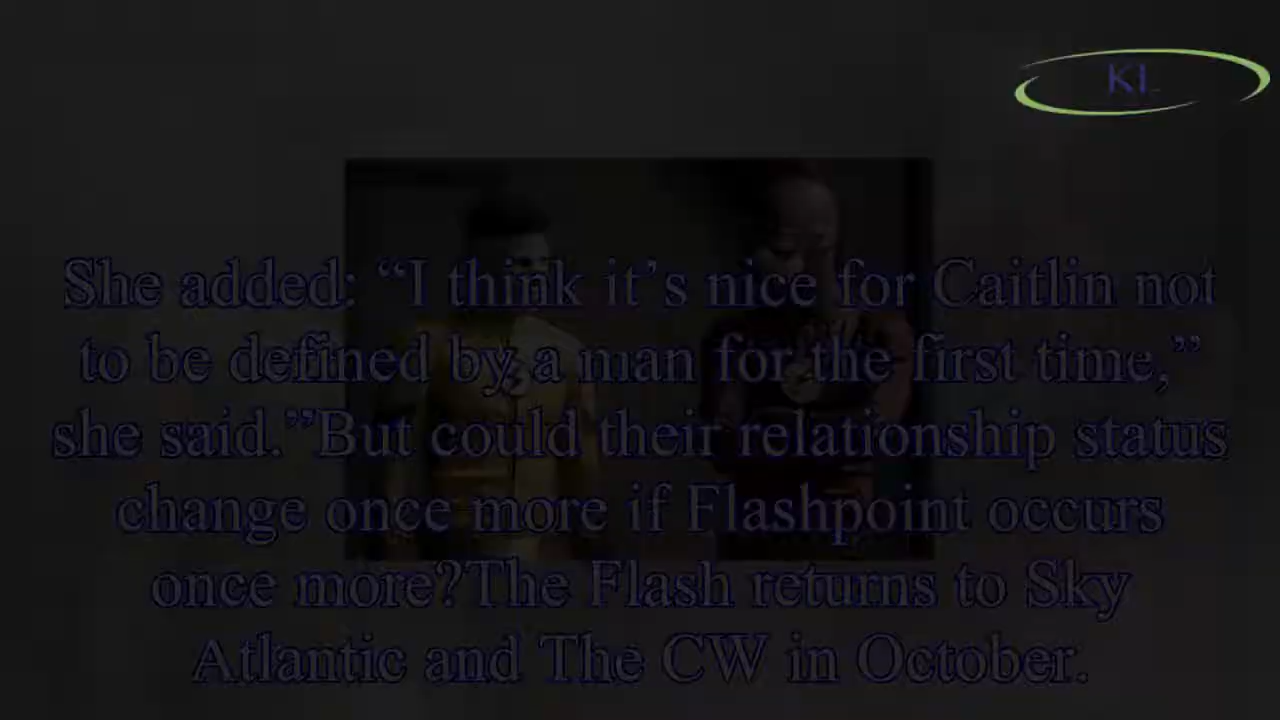 KL
She added: “I think it’s nice for Caitlin not
to be defined by a man for the first time,”
she said.”But could their relationship status
change once more if Flashpoint occurs
once more?The Flash returns to Sky
Atlantic and The CW in October.